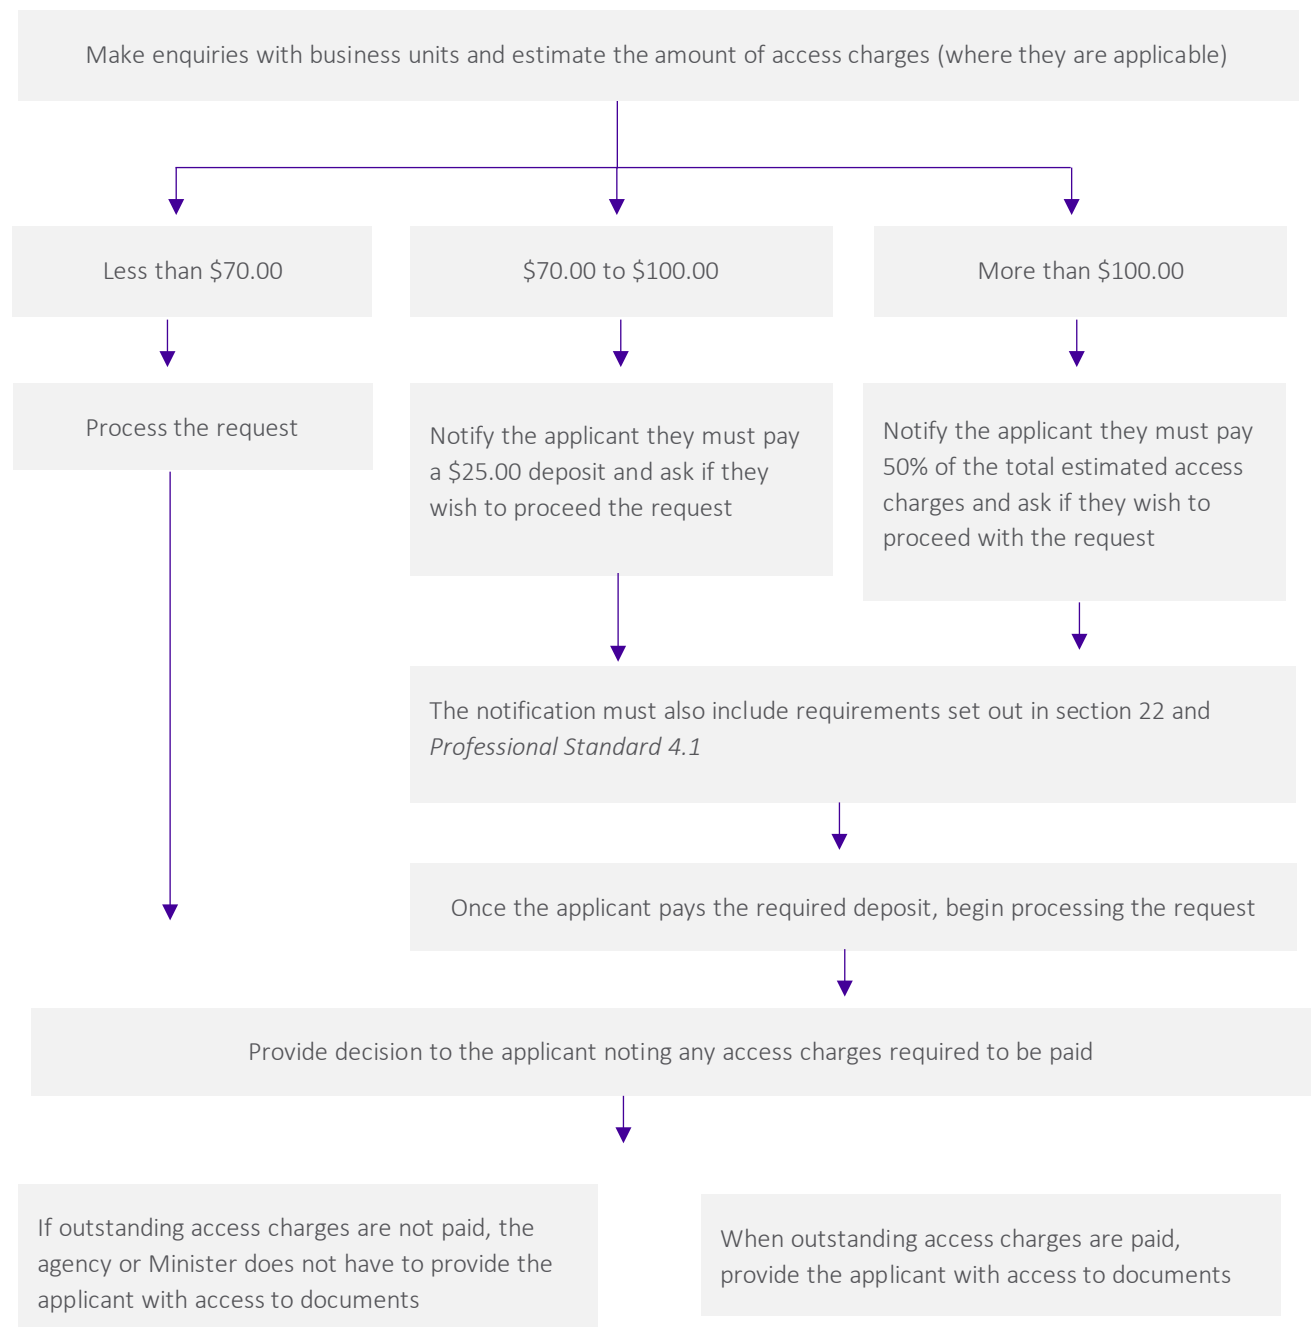 Make enquiries with business units and estimate the amount of access charges (where they are applicable)
Less than $70.00
$70.00 to $100.00
More than $100.00
Process the request
Notify the applicant they must pay
a $25.00 deposit and ask if they
wish to proceed the request
Notify the applicant they must pay
50% of the total estimated access
charges and ask if they wish to
proceed with the request
The notification must also include requirements set out in section 22 and
Professional Standard 4.1
Once the applicant pays the required deposit, begin processing the request
Provide decision to the applicant noting any access charges required to be paid
If outstanding access charges are not paid, the
agency or Minister does not have to provide the
applicant with access to documents
When outstanding access charges are paid,
provide the applicant with access to documents